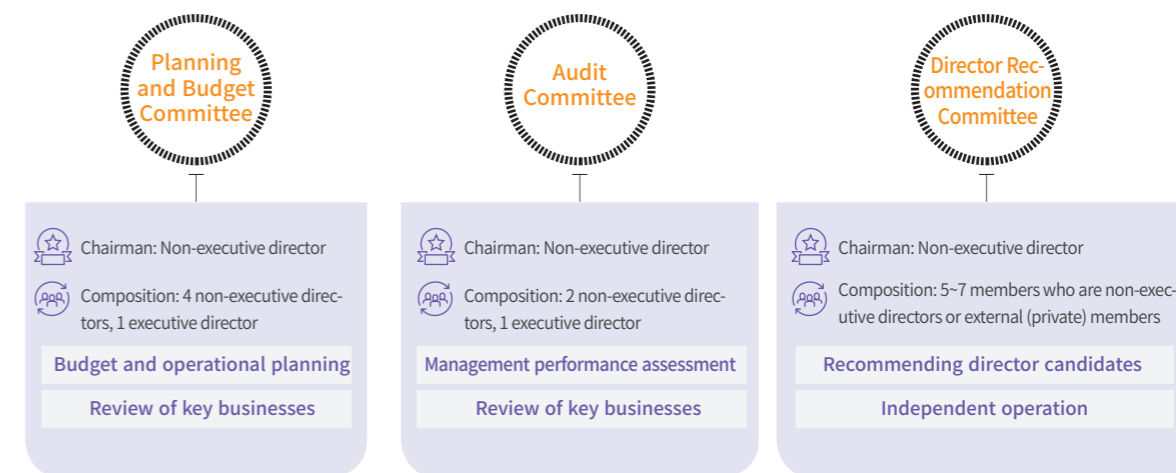 Planning
and Budget
Committee
Chairman: Non-executive director
Composition: 4 non-executive direc-
tors, 1 executive director
Budget and operational planning
Review of key businesses
Audit
Committee
Chairman: Non-executive director
Composition: 2 non-executive direc-
tors, 1 executive director
Management performance assessment
Review of key businesses
Director Rec-
ommendation
Committee
Chairman: Non-executive director
Composition: 5~7 members who are non-exec-
utive directors or external (private) members
Recommending director candidates
Independent operation